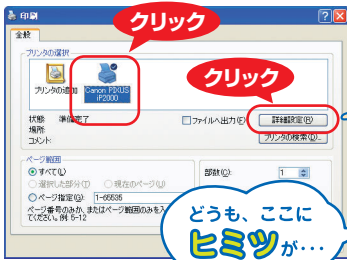 印刷
クリック
全般
プリンタの選択
クリック
プリンタの追加
Canon PIXUS
iP2000
状態: 準備完了
場所:
コメント:
ファイルへ出力(F)
詳細設定(R)
プリンタの検索(D)...
ページ範囲
すべて(L)
選択した部分(T)
現在のページ(U)
ページ指定(G):
1-65535
ページ番号のみか、またはページ範囲のみを入
てください。例: 5-12
部数(C):
1
どうも、ここに
ヒミツが・・・